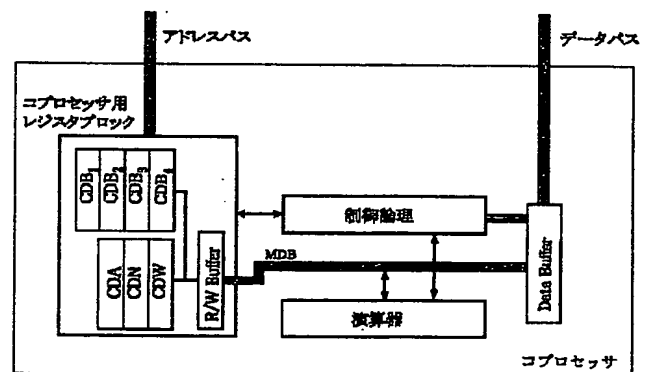 アドレスバス
データバス
コプロセッサ用
レジスタブロック
CDB1
CDB2
CDB3
CDB4
制御論理
CDA
CDN
CDW
R/W Buffer
MDB
Data Buffer
演算器
コプロセッサ